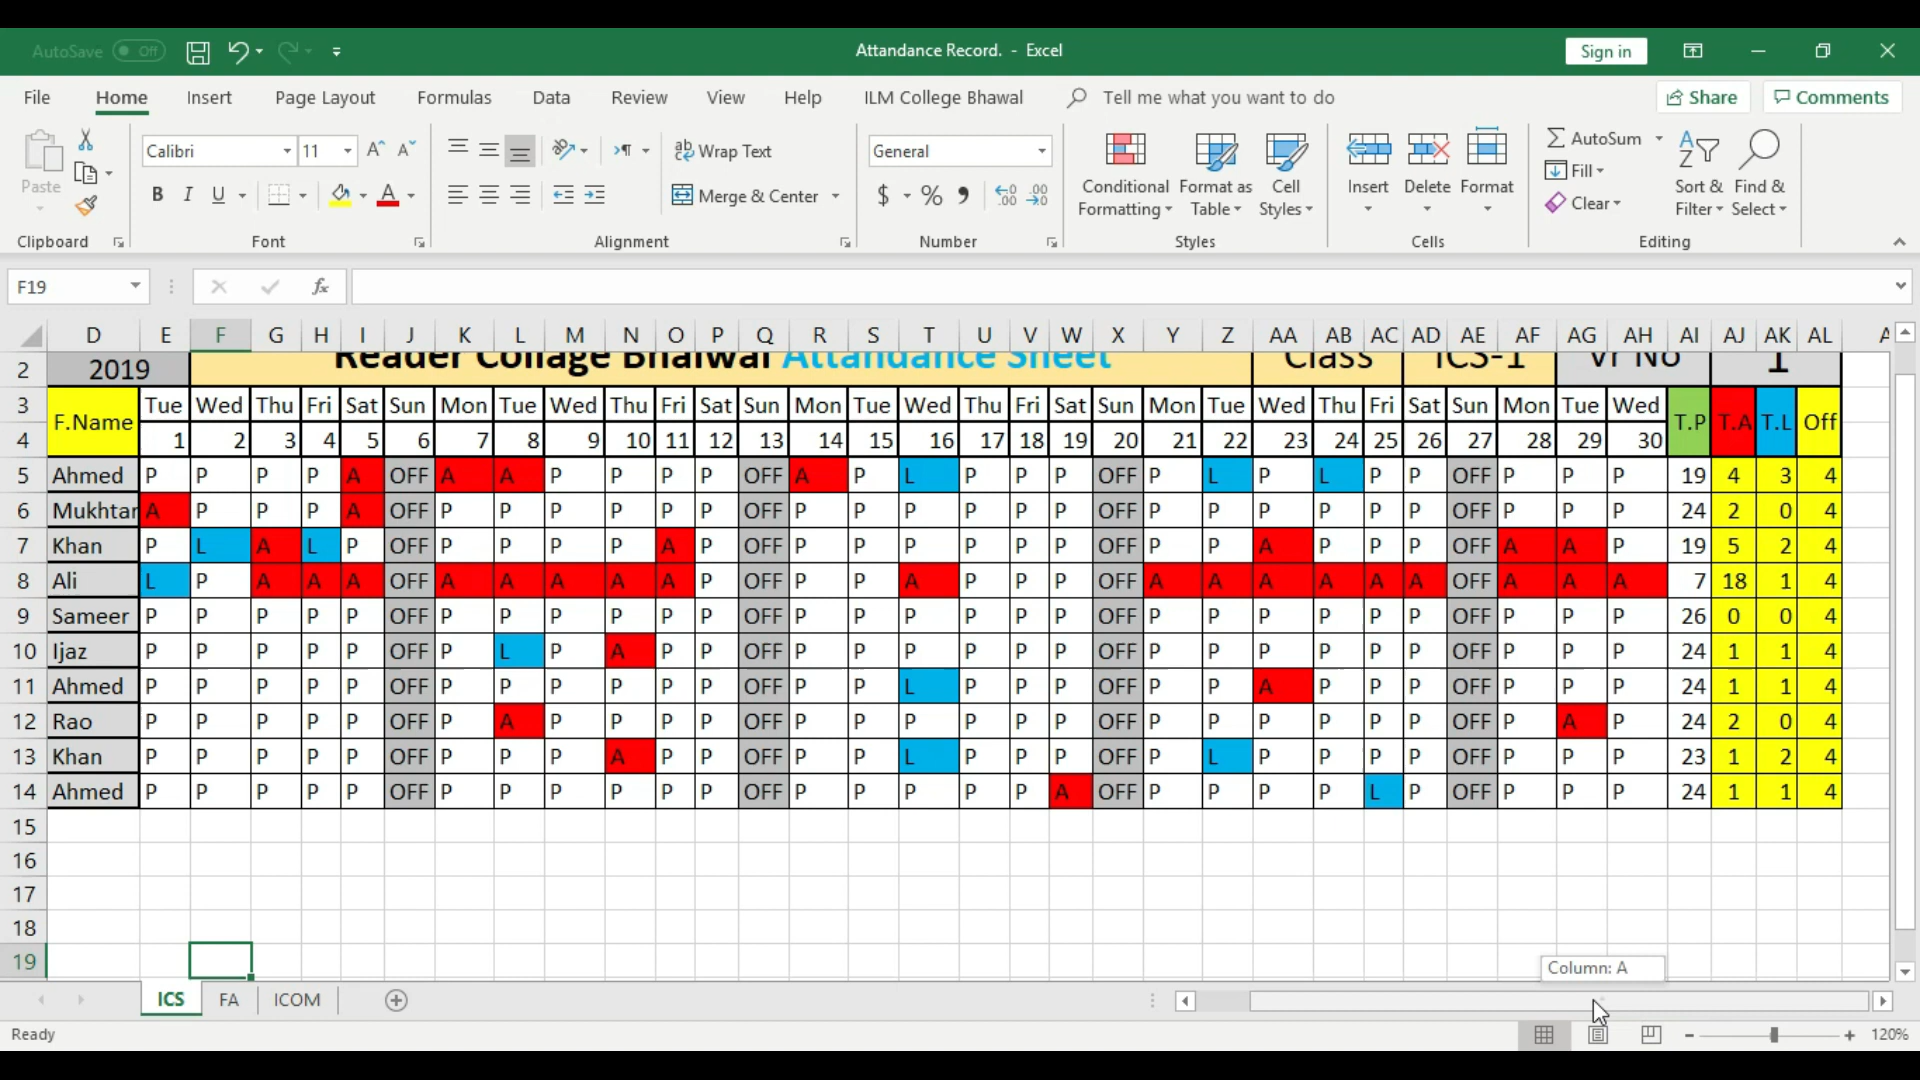 AutoSave Off
Attandance Record. - Excel
Sign in
File Home Insert Page Layout Formulas Data Review View Help ILM College Bhawal Tell me what you want to do Share Comments
Paste
Calibri 11
Wrap Text
General
Merge & Center
Conditional Formatting
Format as Table
Cell Styles
Insert Delete Format
AutoSum
Fill
Clear
Sort & Filter
Find & Select
Clipboard Font Alignment Number Styles Cells Editing
F19 fx
D E F G H I J K L M N O P Q R S T U V W X Y Z AA AB AC AD AE AF AG AH AI AJ AK AL A
2 2019 Reader Collage Bhalwal Attandance Sheet Class ICS-1 Vr No 1
3 F.Name Tue Wed Thu Fri Sat Sun Mon Tue Wed Thu Fri Sat Sun Mon Tue Wed Thu Fri Sat Sun Mon Tue Wed Thu Fri Sat Sun Mon Tue Wed T.P T.A T.L Off
4 1 2 3 4 5 6 7 8 9 10 11 12 13 14 15 16 17 18 19 20 21 22 23 24 25 26 27 28 29 30
5 Ahmed P P P P A OFF A A P P P P OFF A P L P P P OFF P L P L P P OFF P P P 19 4 3 4
6 Mukhtar A P P P A OFF P P P P P P OFF P P P P P P OFF P P P P P P OFF P P P 24 2 0 4
7 Khan P L A L P OFF P P P P A P OFF P P P P P P OFF P P A P P P OFF A A P 19 5 2 4
8 Ali L P A A A OFF A A A A A P OFF P P A P P P OFF A A A A A A OFF A A A 7 18 1 4
9 Sameer P P P P P OFF P P P P P P OFF P P P P P P OFF P P P P P P OFF P P P 26 0 0 4
10 Ijaz P P P P P OFF P L P A P P OFF P P P P P P OFF P P P P P P OFF P P P 24 1 1 4
11 Ahmed P P P P P OFF P P P P P P OFF P P L P P P OFF P P A P P P OFF P P P 24 1 1 4
12 Rao P P P P P OFF P A P P P P OFF P P P P P P OFF P P P P P P OFF P A P 24 2 0 4
13 Khan P P P P P OFF P P P A P P OFF P P L P P P OFF P L P P P P OFF P P P 23 1 2 4
14 Ahmed P P P P P OFF P P P P P P OFF P P P P P A OFF P P P P L P OFF P P P 24 1 1 4
15
16
17
18
19
Column: A
ICS FA ICOM
Ready 120%